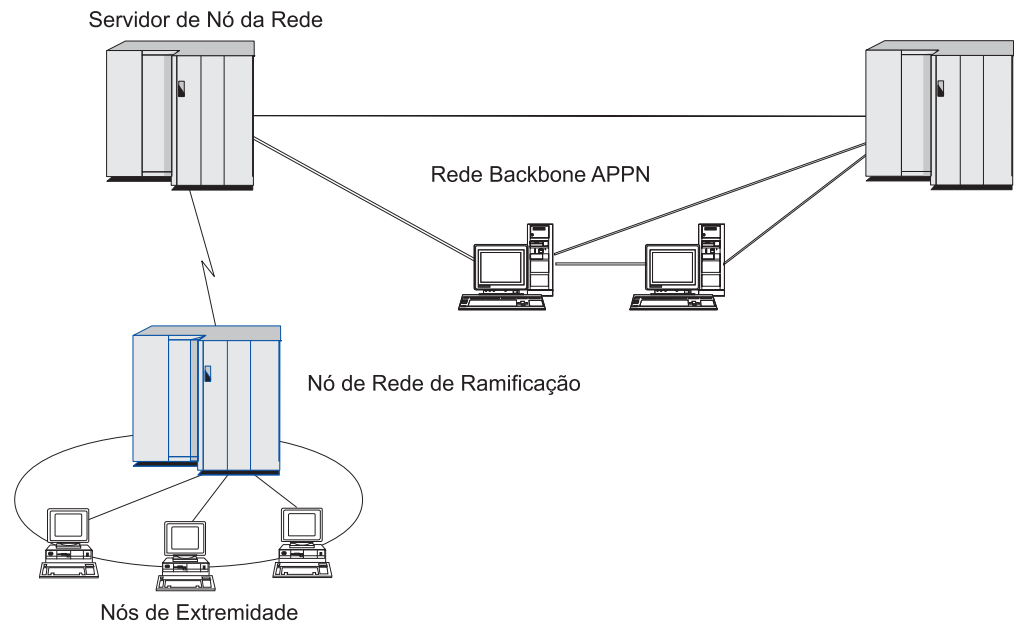 Servidor de Nó da Rede
Rede Backbone APPN
Nó de Rede de Ramificação
Nós de Extremidade